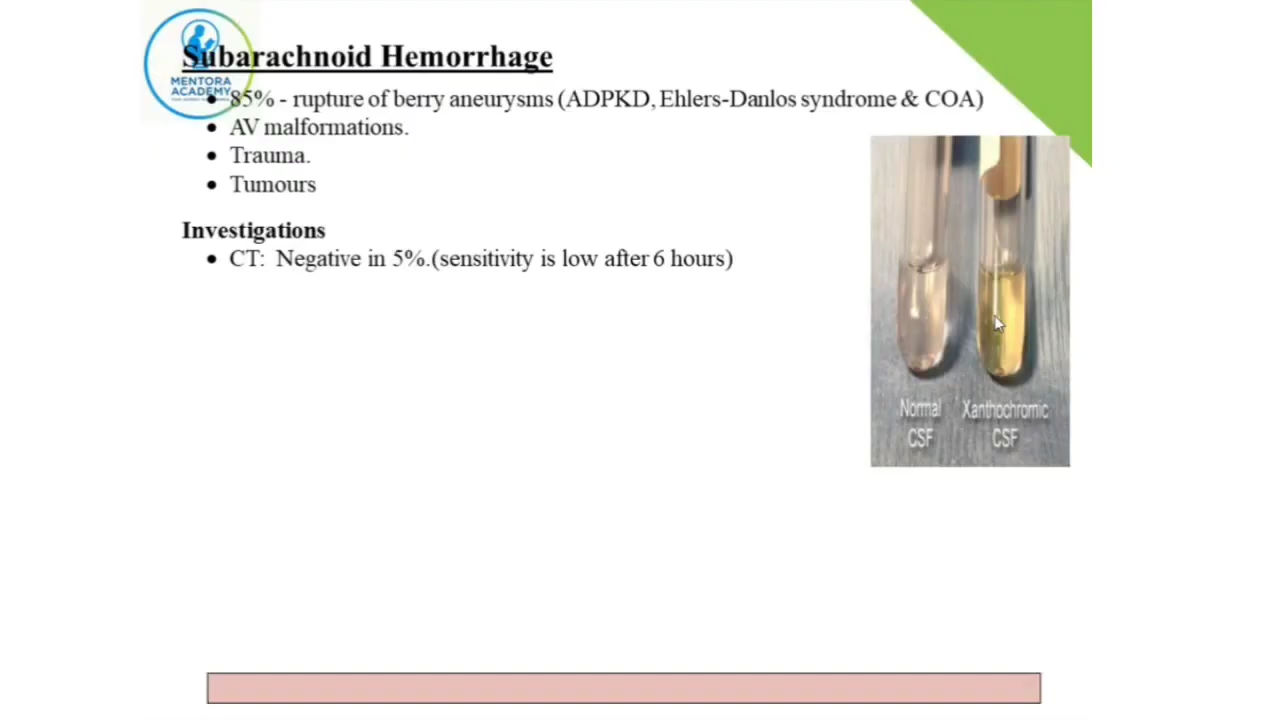 Subarachnoid Hemorrhage
MENTORA
ACADEMY
• 85% - rupture of berry aneurysms (ADPKD, Ehlers-Danlos syndrome & COA)
• AV malformations.
• Trauma.
• Tumours
Investigations
• CT: Negative in 5%.(sensitivity is low after 6 hours)
Normal
CSF
Xanthochromic
CSF